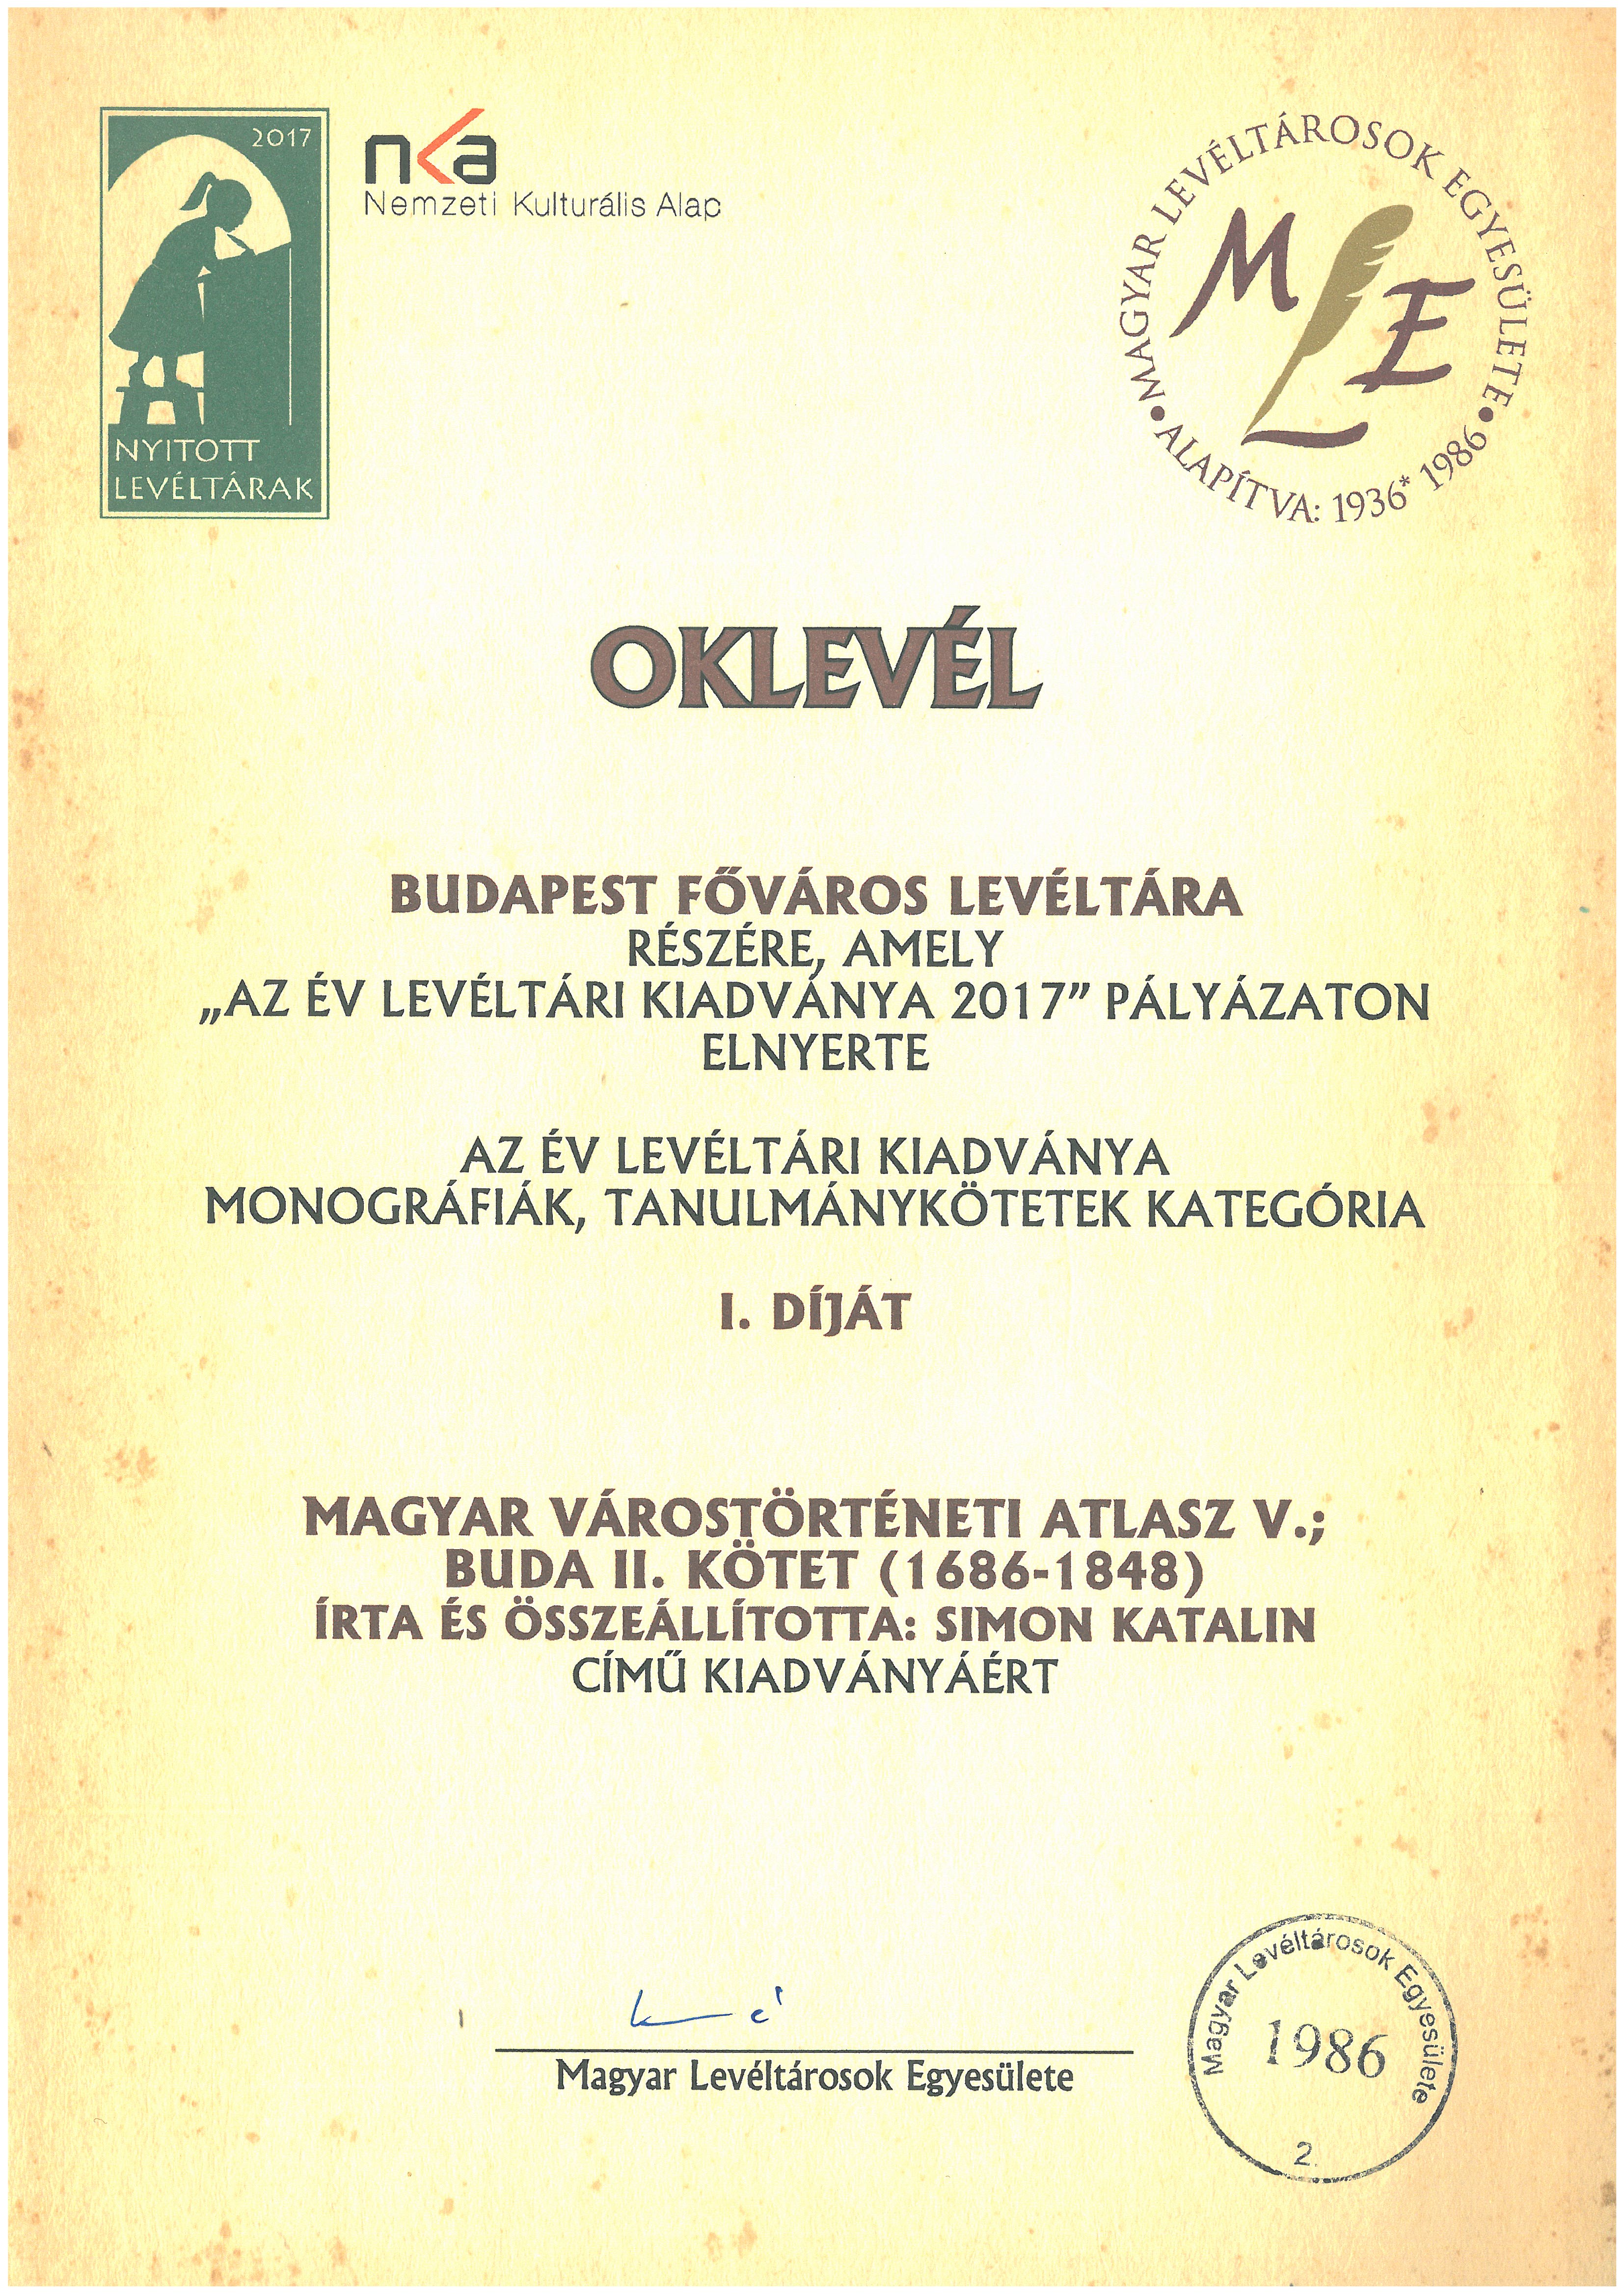 2017
NYITOTT
LEVÉLTÁRAK
nka
Nemzeti Kulturális Alap
•MAGYAR LEVÉLTÁROSOK EGYESÜLETE•
ALAPÍTVA: 1936* 1986
MLE
OKLEVÉL
BUDAPEST FŐVÁROS LEVÉLTÁRA
RÉSZÉRE, AMELY
„AZ ÉV LEVÉLTÁRI KIADVÁNYA 2017” PÁLYÁZATON
ELNYERTE
AZ ÉV LEVÉLTÁRI KIADVÁNYA
MONOGRÁFIÁK, TANULMÁNYKÖTETEK KATEGÓRIA
I. DÍJÁT
MAGYAR VÁROSTÖRTÉNETI ATLASZ V.;
BUDA II. KÖTET (1686-1848)
ÍRTA ÉS ÖSSZEÁLLÍTOTTA: SIMON KATALIN
CÍMŰ KIADVÁNYÁÉRT
Magyar Levéltárosok Egyesülete
Magyar Levéltárosok Egyesülete
1986
2.